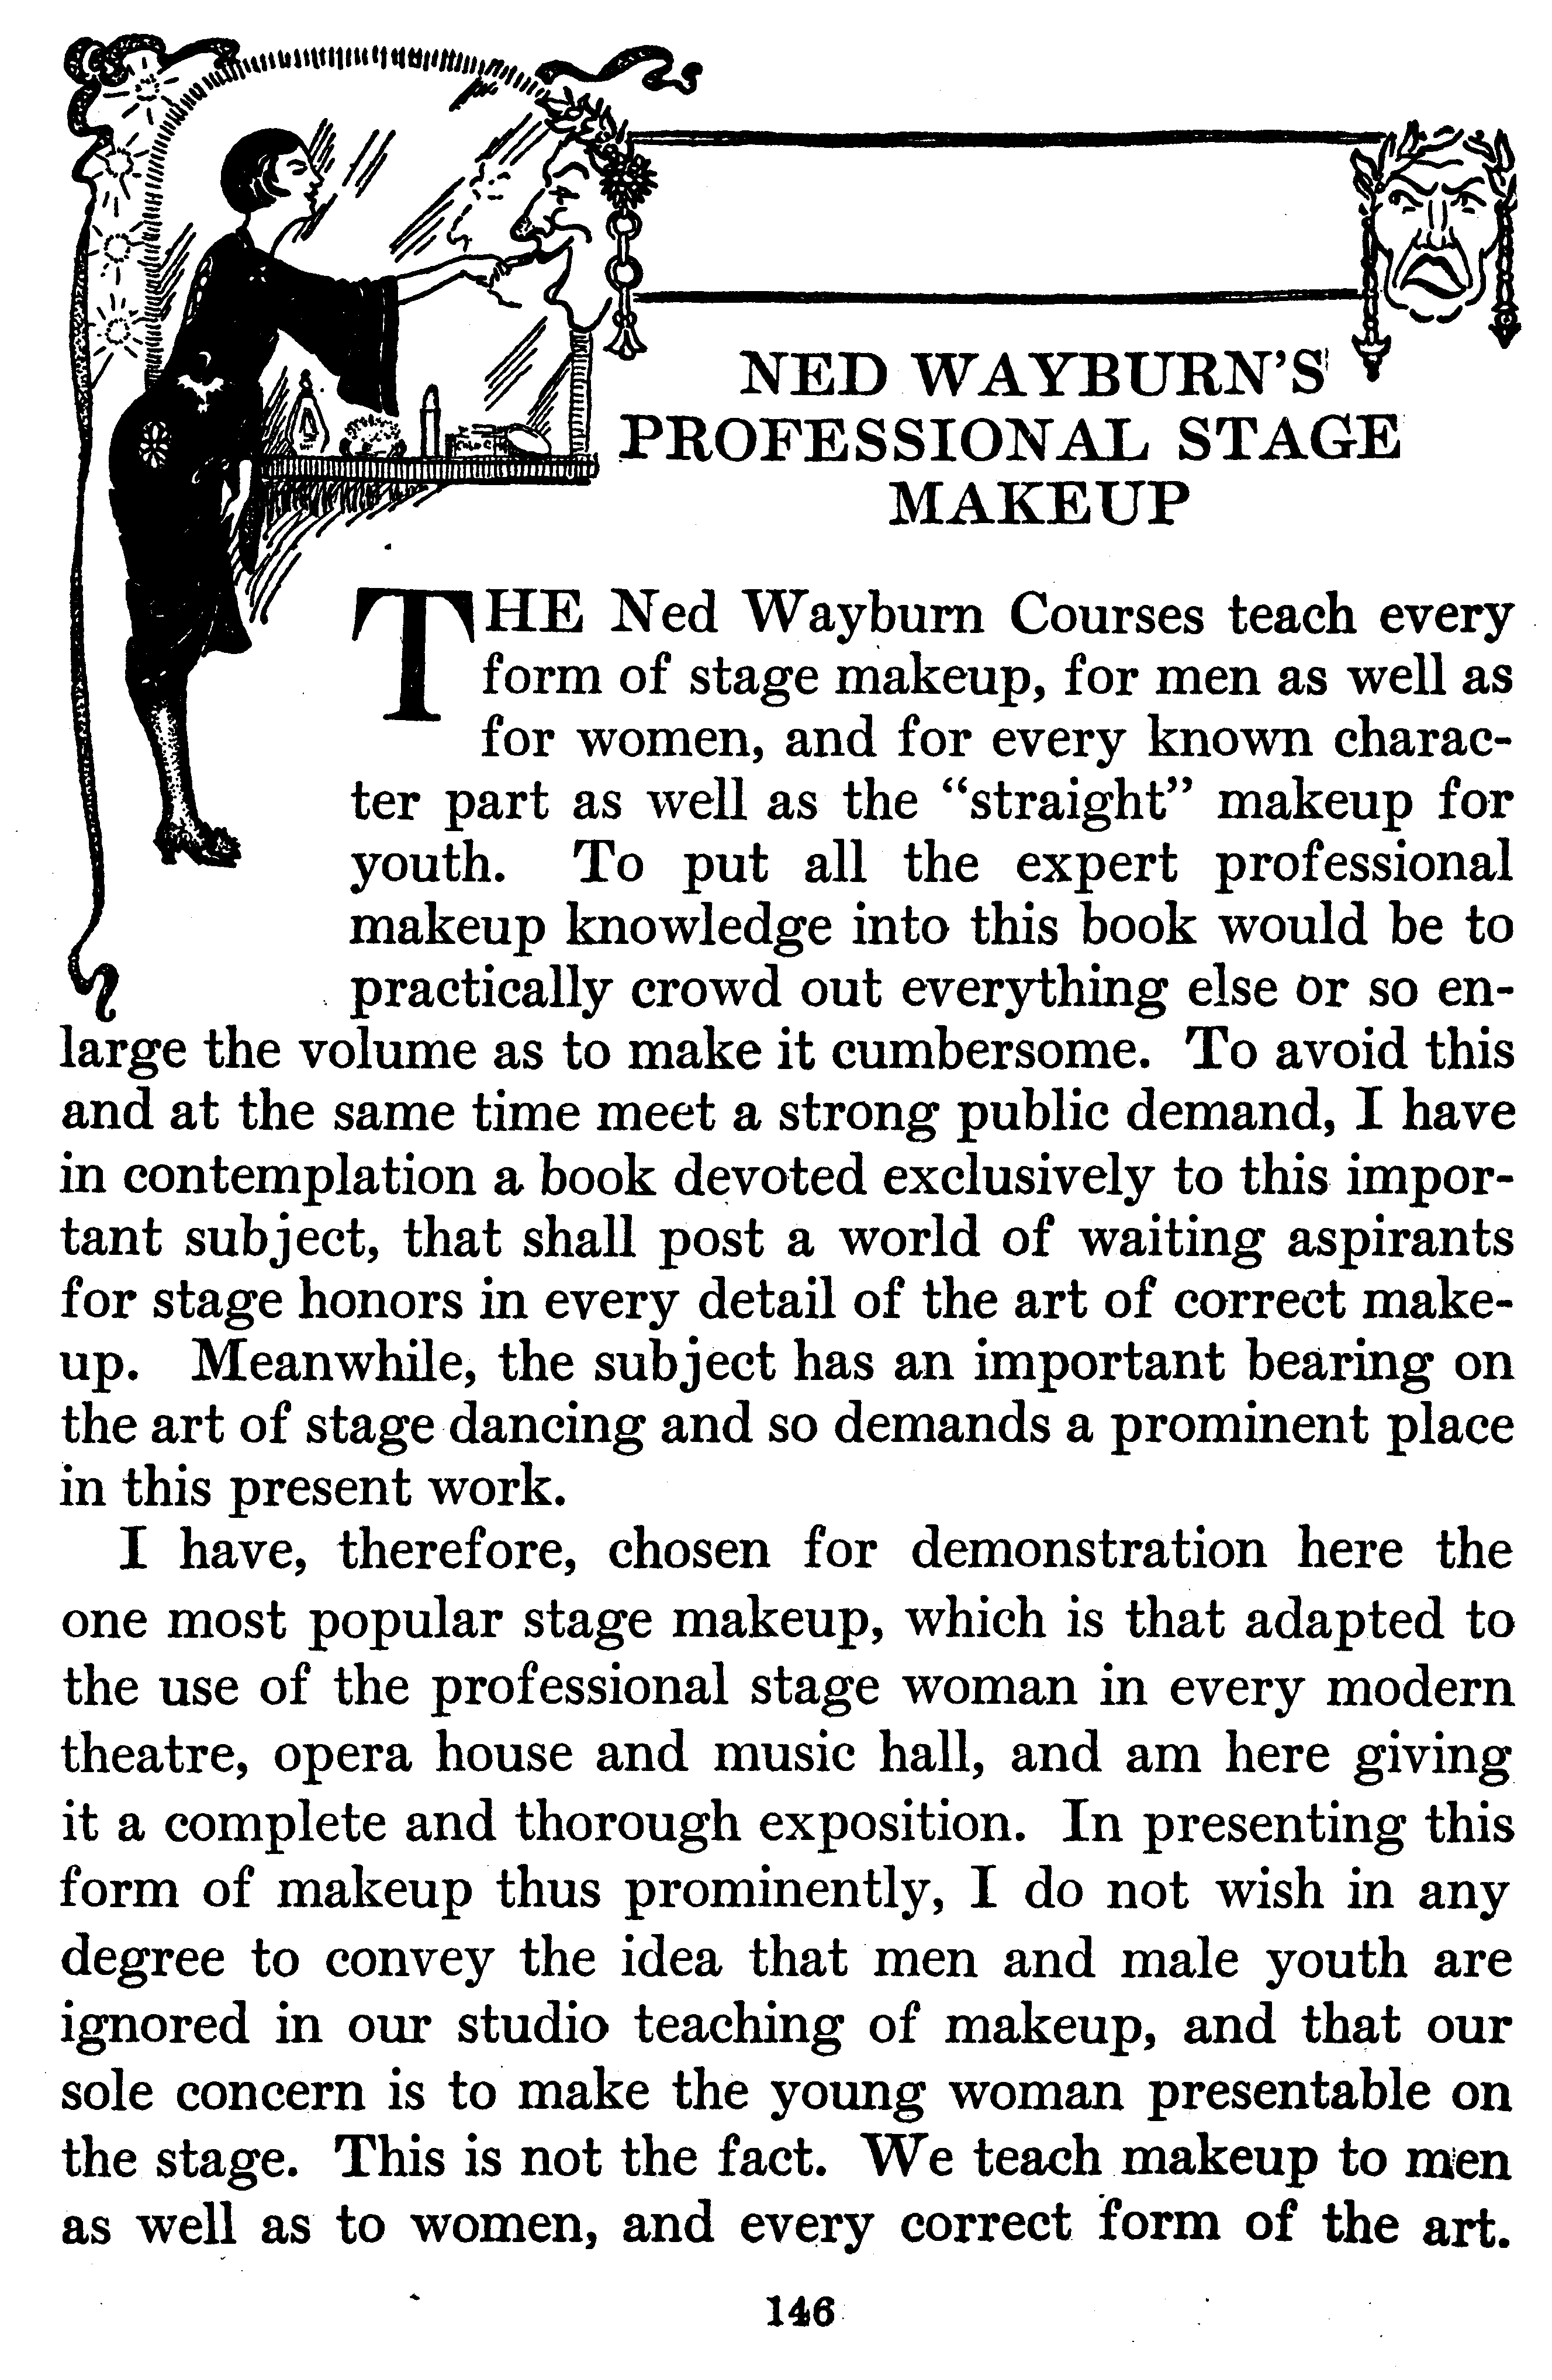 NED WAYBURN'S
PROFESSIONAL STAGE
MAKEUP
THE Ned Wayburn Courses teach every
form of stage makeup, for men as well as
for women, and for every known charac-
ter part as well as the “straight” makeup for
youth. To put all the expert professional
makeup knowledge into this book would be to
practically crowd out everything else or so en-
large the volume as to make it cumbersome. To avoid this
and at the same time meet a strong public demand, I have
in contemplation a book devoted exclusively to this impor-
tant subject, that shall post a world of waiting aspirants
for stage honors in every detail of the art of correct make-
up. Meanwhile, the subject has an important bearing on
the art of stage dancing and so demands a prominent place
in this present work.
I have, therefore, chosen for demonstration here the
one most popular stage makeup, which is that adapted to
the use of the professional stage woman in every modern
theatre, opera house and music hall, and am here giving
it a complete and thorough exposition. In presenting this
form of makeup thus prominently, I do not wish in any
degree to convey the idea that men and male youth are
ignored in our studio teaching of makeup, and that our
sole concern is to make the young woman presentable on
the stage. This is not the fact. We teach makeup to men
as well as to women, and every correct form of the art.
146